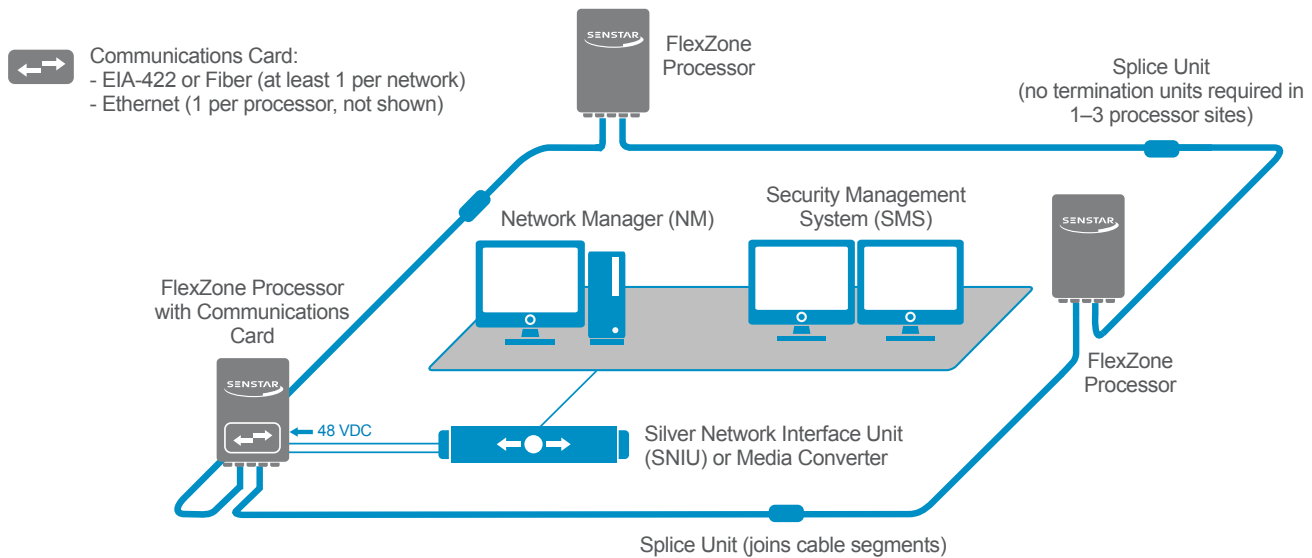 Communications Card:
- EIA-422 or Fiber (at least 1 per network)
- Ethernet (1 per processor, not shown)
SENSTAR
FlexZone
Processor
Splice Unit
(no termination units required in
1–3 processor sites)
Network Manager (NM)
Security Management
System (SMS)
SENSTAR
FlexZone
Processor
FlexZone Processor
with Communications
Card
SENSTAR
48 VDC
Silver Network Interface Unit
(SNIU) or Media Converter
Splice Unit (joins cable segments)